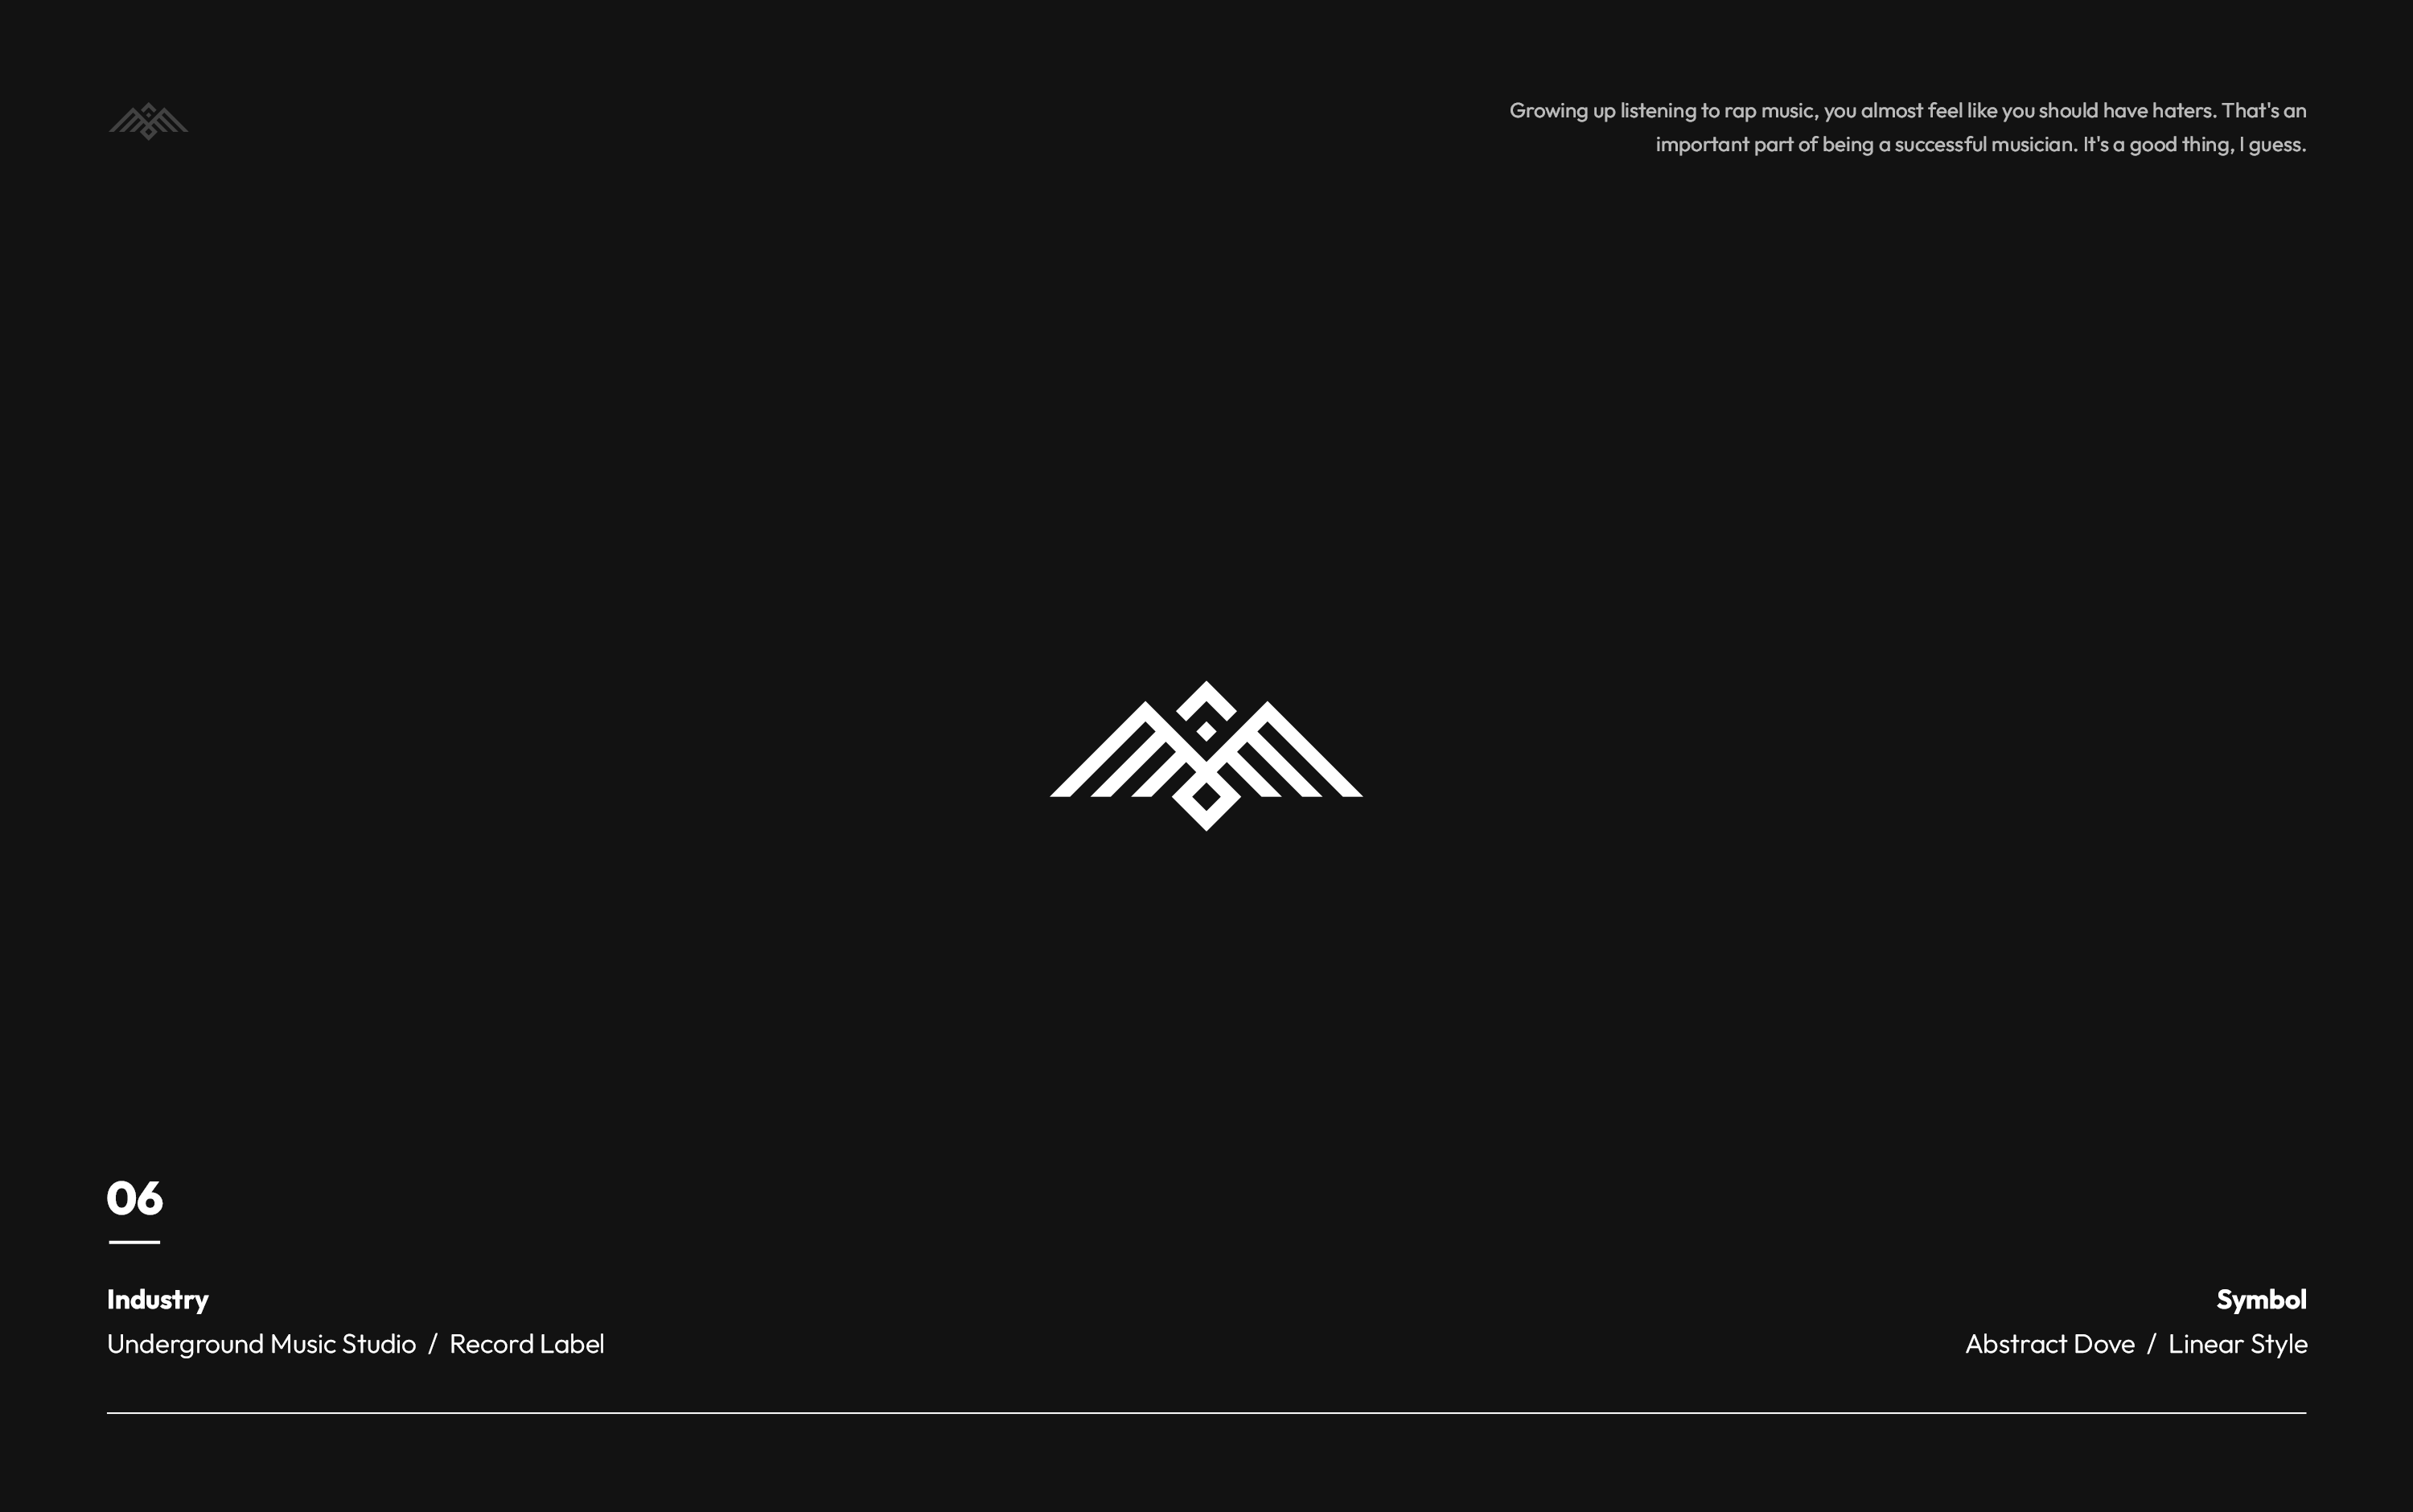 Growing up listening to rap music, you almost feel like you should have haters. That's an
important part of being a successful musician. It's a good thing, I guess.
06
Industry
Underground Music Studio / Record Label
Symbol
Abstract Dove / Linear Style